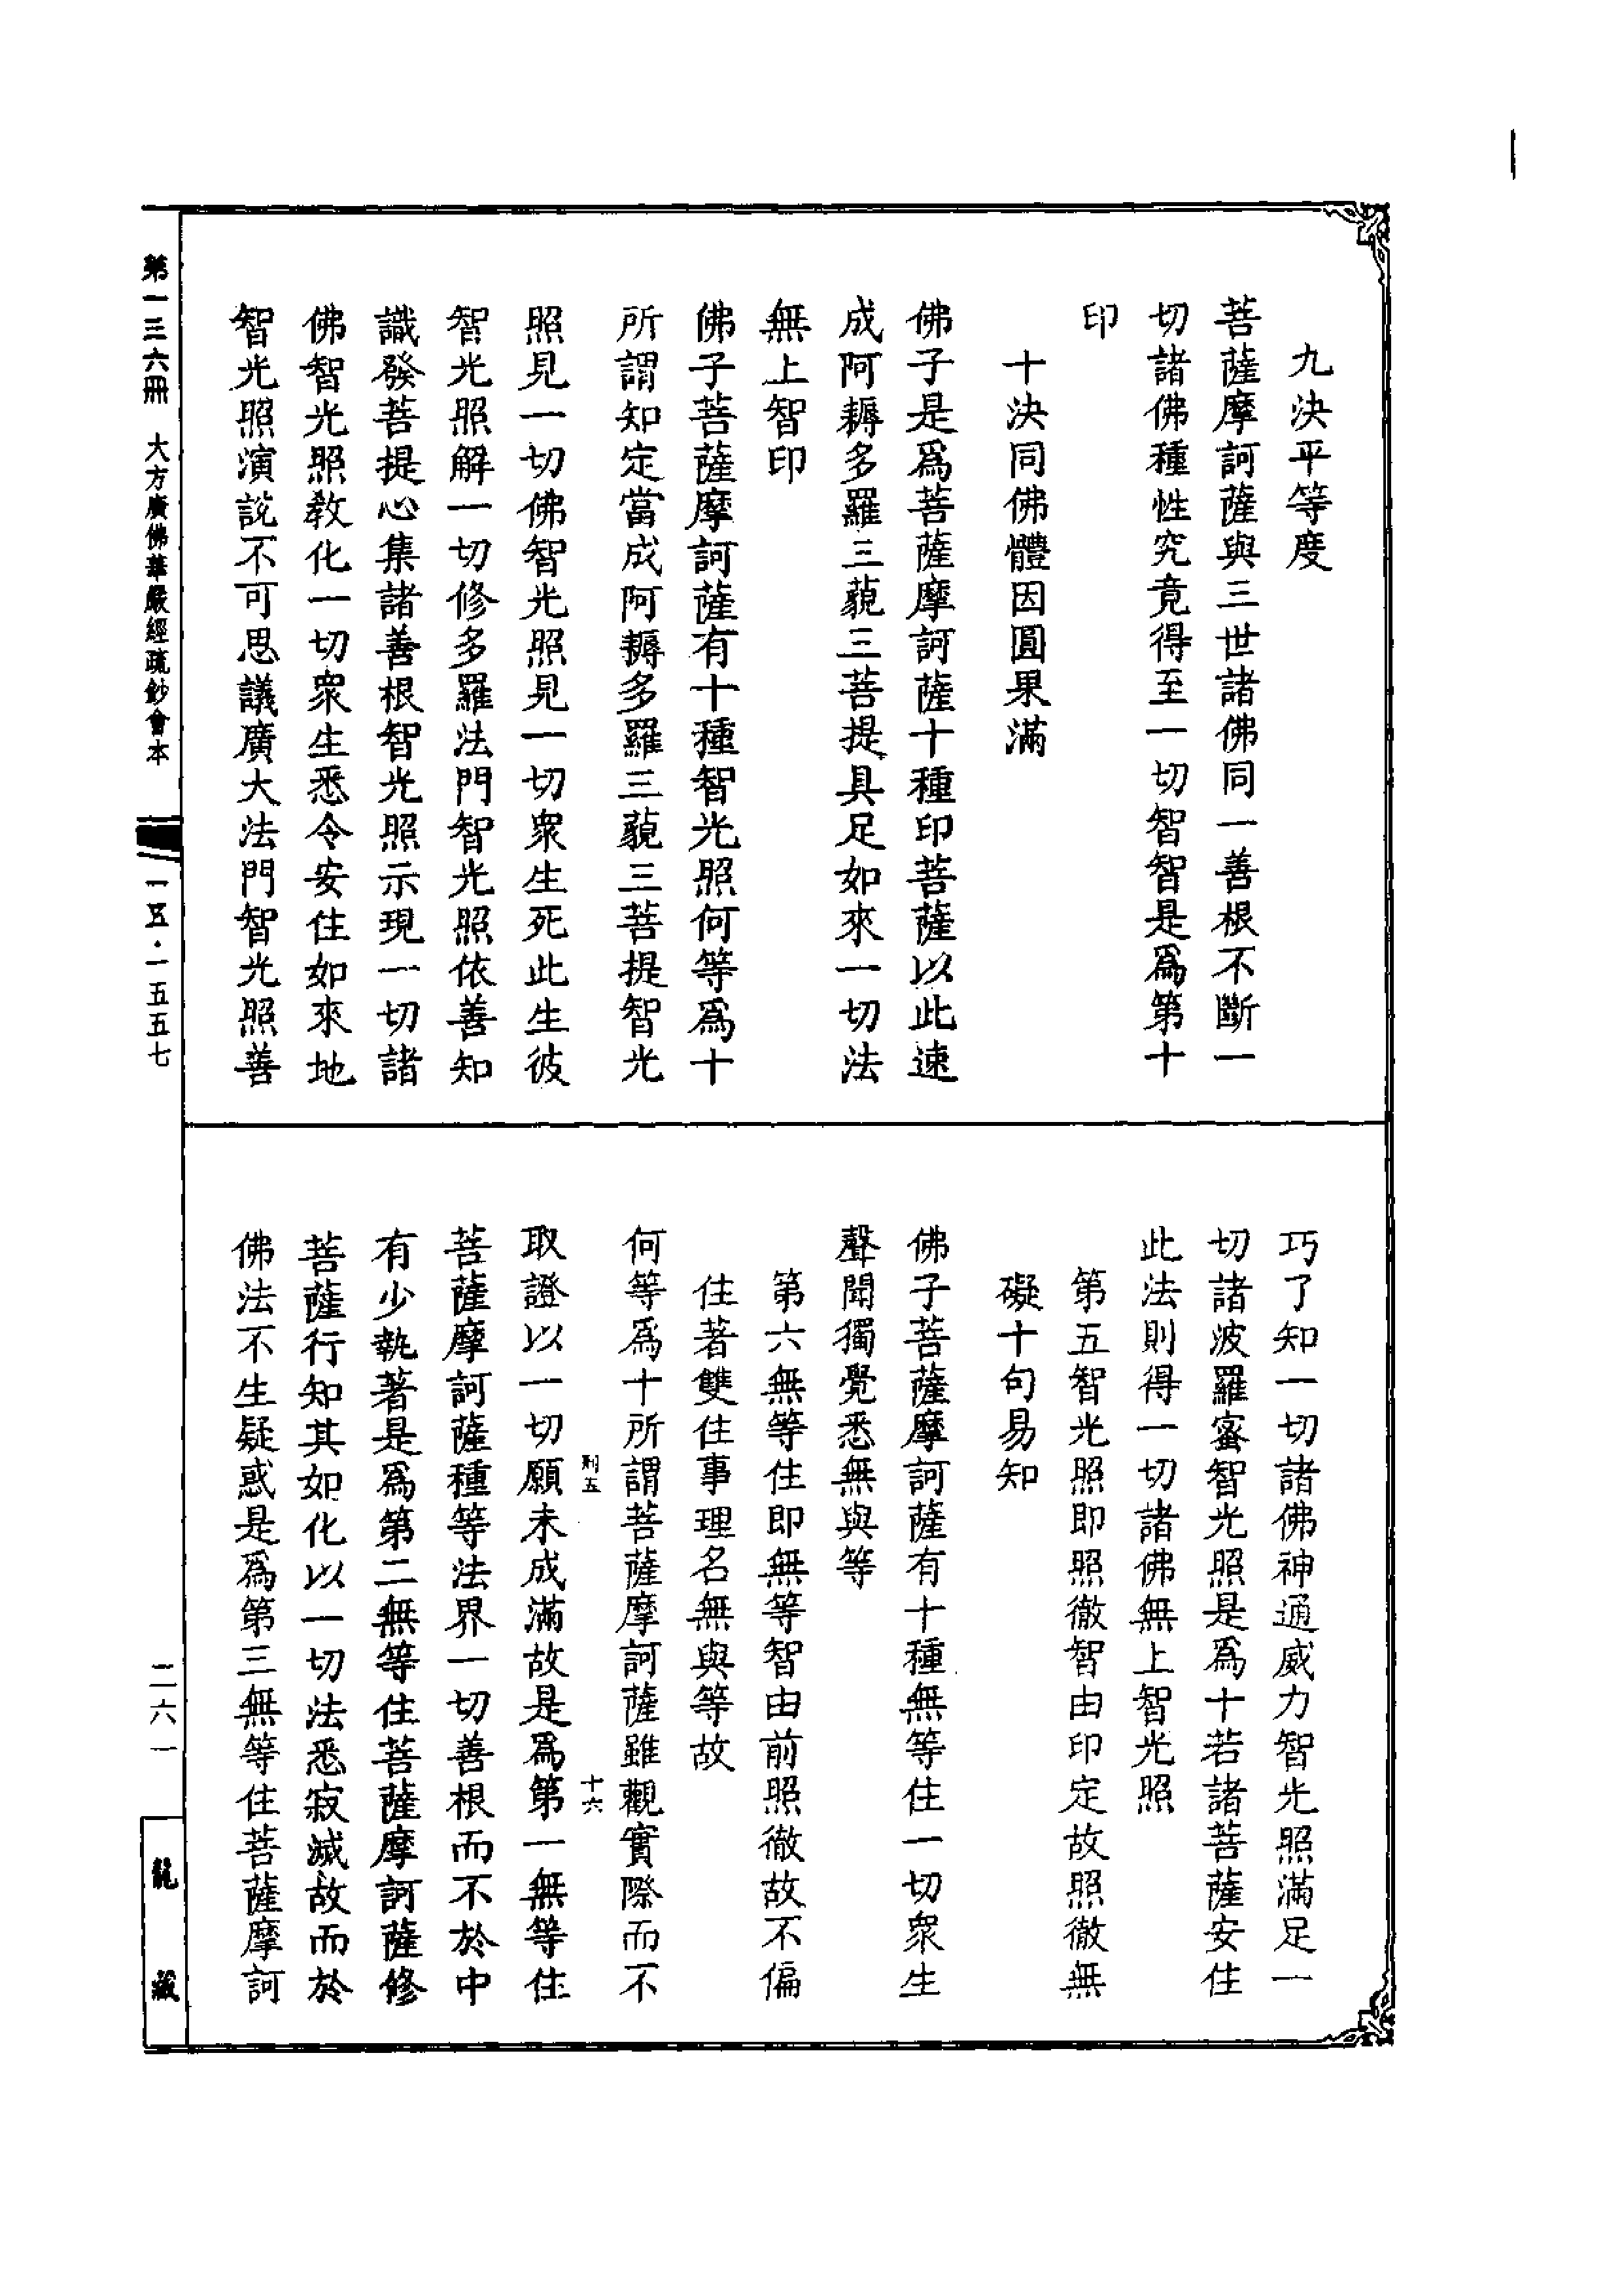 九決平等度
菩薩摩訶薩與三世諸佛同一善根不斷一
切諸佛種性究竟得至一切智智是爲第十
印
十決同佛體因圓果滿
佛子是爲菩薩摩訶薩十種印菩薩以此速
成阿耨多羅三藐三菩提具足如來一切法
無上智印
佛子菩薩摩訶薩有十種智光照何等爲十
所謂知定當成阿耨多羅三藐三菩提智光
照見一切佛智光照見一切衆生死此生彼
智光照解一切修多羅法門智光照依善知
識發菩提心集諸善根智光照示現一切諸
佛智光照教化一切衆生悉令安住如來地
智光照演說不可思議廣大法門智光照善
巧了知一切諸佛神通威力智光照滿足一
切諸波羅蜜智光照是爲十若諸菩薩安住
此法則得一切諸佛無上智光照
第五智光照即照徹智由印定故照徹無
礙十句易知
佛子菩薩摩訶薩有十種無等住一切衆生
聲聞獨覺悉無與等
第六無等住即無等智由前照徹故不偏
住著雙住事理名無與等故
何等爲十所謂菩薩摩訶薩雖觀實際而不
刑五 十六
取證以一切願未成滿故是爲第一無等住
菩薩摩訶薩種等法界一切善根而不於中
有少執著是爲第二無等住菩薩摩訶薩修
菩薩行知其如化以一切法悉寂滅故而於
佛法不生疑惑是爲第三無等住菩薩摩訶
第一三六冊 大方廣佛華嚴經疏鈔會本 一五·一五五七
二六一
龍藏